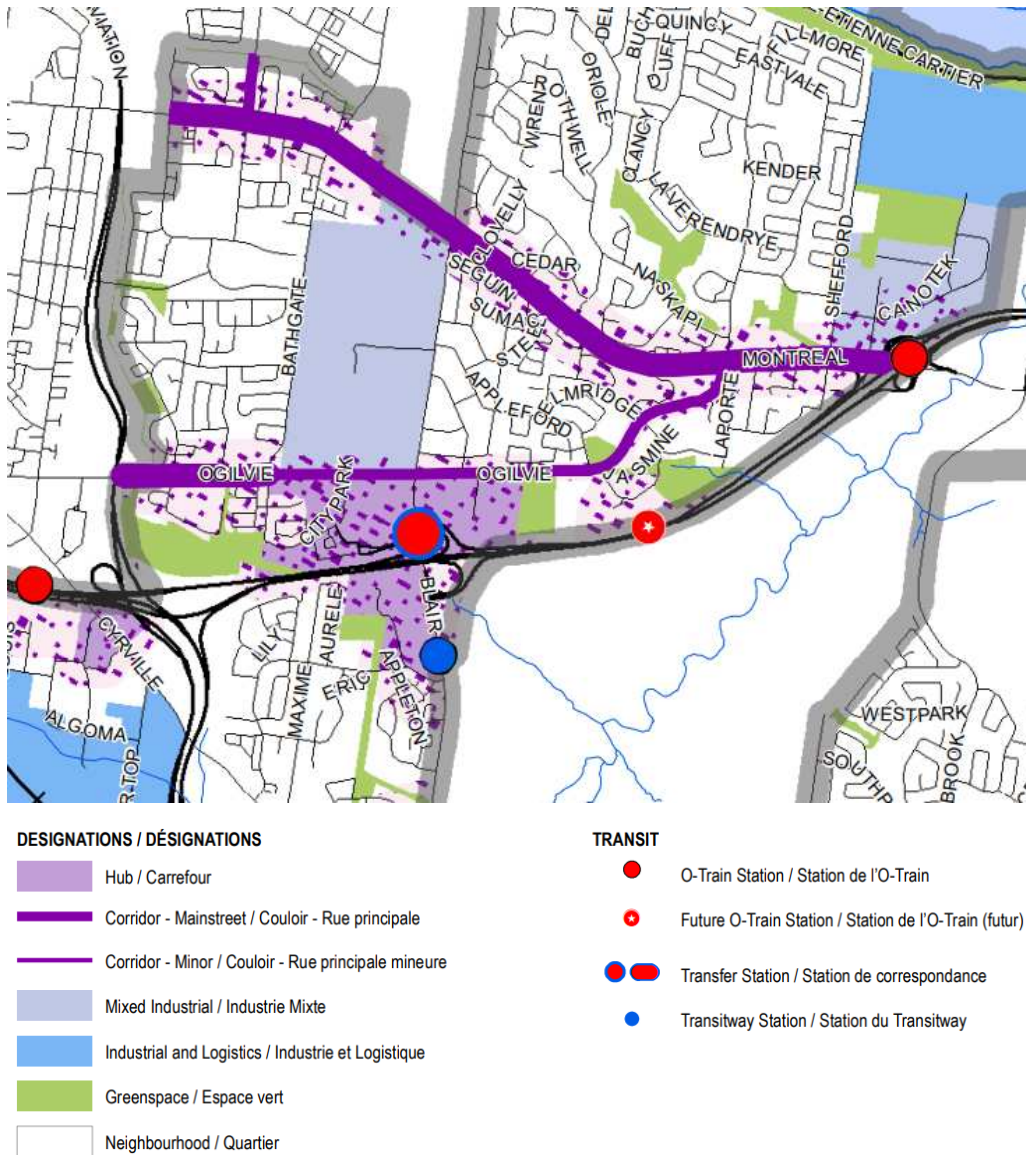 AVIATION
QUINCY
BUCH
DUFF
DEL
FILLMORE
EASTVALE
-ETIENNE CARTIER
ORIOLE
ROTHWELL
WREN
CLANCY
KENDER
LAVERENDRYE
CLOVELLY
CEDAR
SEGUIN
SUMAC
STEE
NASKAPI
SHEFFORD
CANOTEK
BATHGATE
MONTREAL
APPLEFORD
ELMRIDGE
LAPORTE
JASMINE
OGILVIE
OGILVIE
CITY PARK
BLAIR
CYRVILLE
LILY
AURELE
MAXIME
ERIC
APPLETON
ALGOMA
R TOP
WESTPARK
SOUTHP
BROOK
DESIGNATIONS / DÉSIGNATIONS
Hub / Carrefour
Corridor - Mainstreet / Couloir - Rue principale
Corridor - Minor / Couloir - Rue principale mineure
Mixed Industrial / Industrie Mixte
Industrial and Logistics / Industrie et Logistique
Greenspace / Espace vert
Neighbourhood / Quartier
TRANSIT
O-Train Station / Station de l'O-Train
Future O-Train Station / Station de l'O-Train (futur)
Transfer Station / Station de correspondance
Transitway Station / Station du Transitway